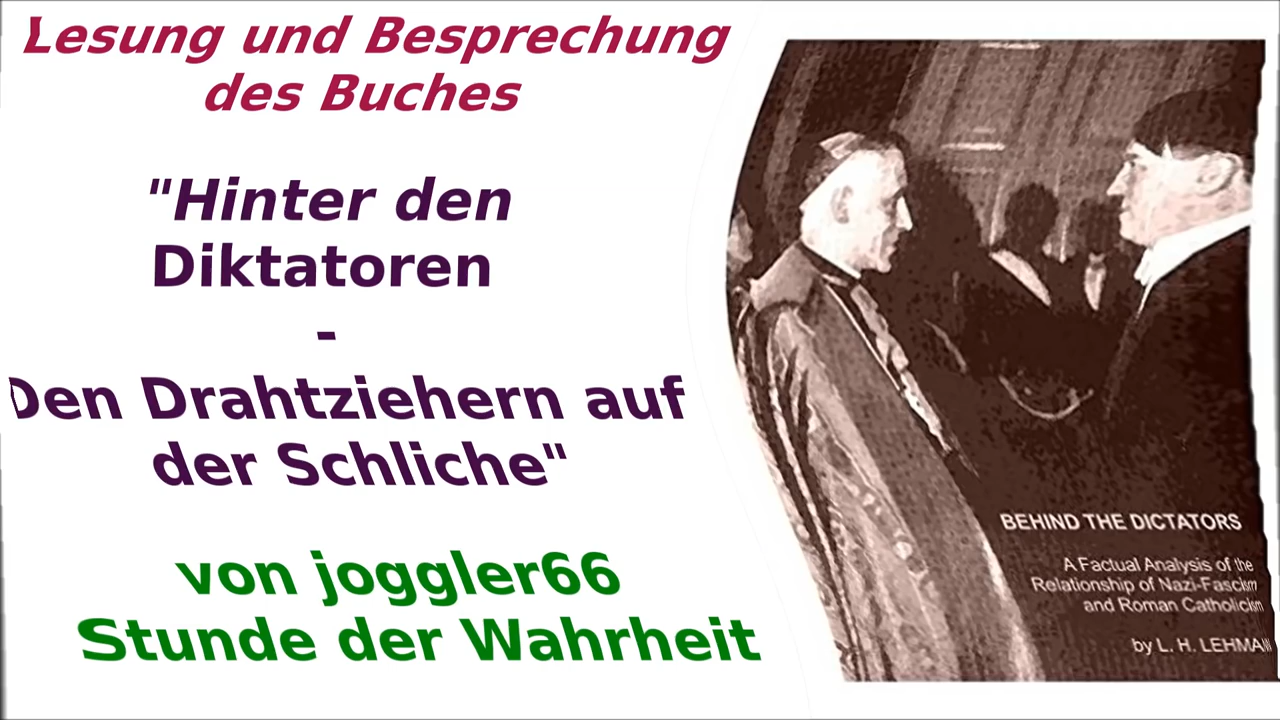 Lesung und Besprechung
des Buches
"Hinter den
Diktatoren
-
Den Drahtziehern auf
der Schliche"
von joggler66
Stunde der Wahrheit
BEHIND THE DICTATORS
A Factual Analysis of the
Relationship of Nazi-Fascism
and Roman Catholicism
by L. H. LEHMANN